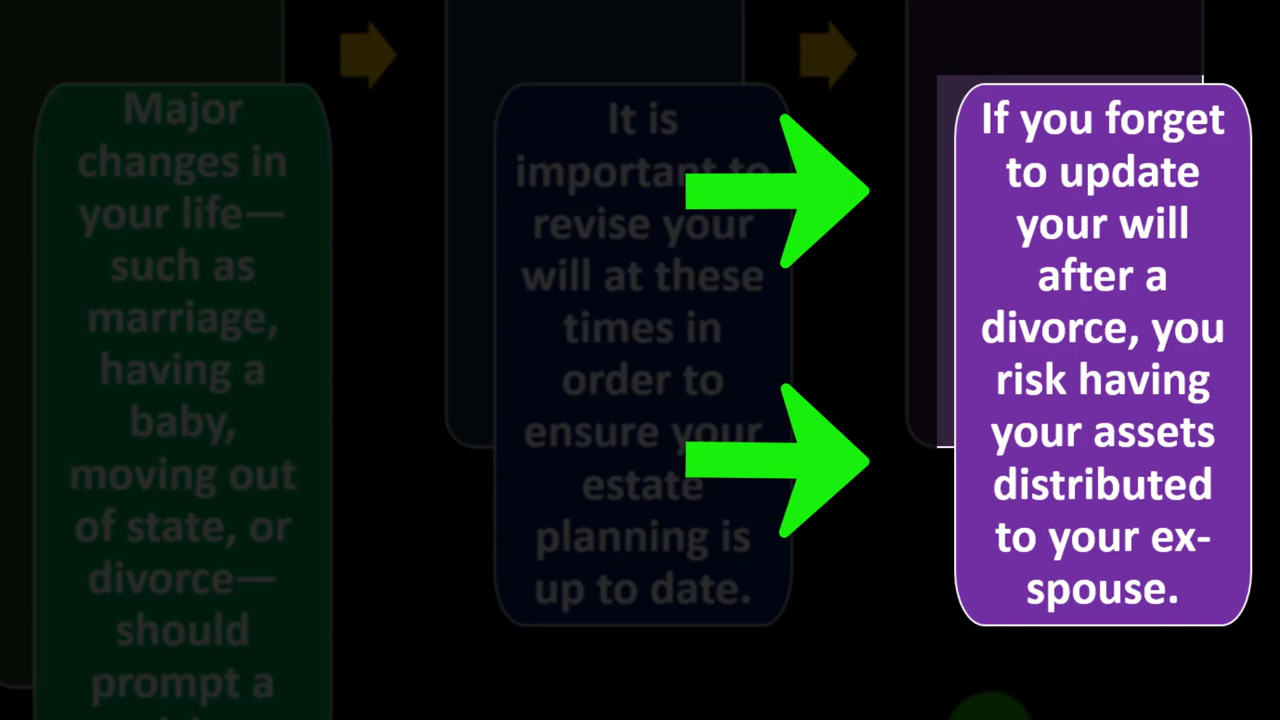 Major
changes in
your life—
such as
marriage,
having a
baby,
moving out
of state, or
divorce—
should
prompt a
It is
important to
revise your
will at these
times in
order to
ensure your
estate
planning is
up to date.
If you forget
to update
your will
after a
divorce, you
risk having
your assets
distributed
to your ex-
spouse.